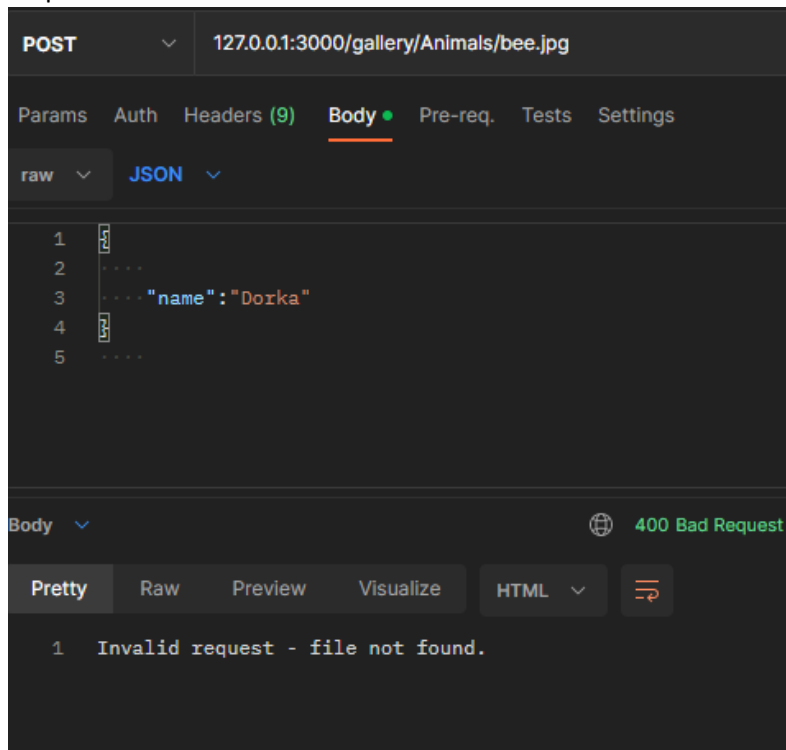 POST 127.0.0.1:3000/gallery/Animals/bee.jpg
Params Auth Headers (9) Body Pre-req. Tests Settings
raw JSON
1 {
2
3 "name":"Dorka"
4 }
5
Body 400 Bad Request
Pretty Raw Preview Visualize HTML
1 Invalid request - file not found.